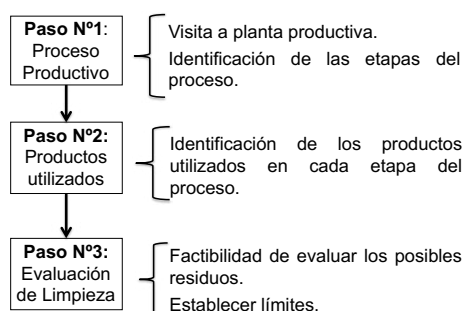 Paso Nº1:
Proceso
Productivo
Visita a planta productiva.
Identificación de las etapas del
proceso.
Paso Nº2:
Productos
utilizados
Identificación de los productos
utilizados en cada etapa del
proceso.
Paso Nº3:
Evaluación
de Limpieza
Factibilidad de evaluar los posibles
residuos.
Establecer límites.